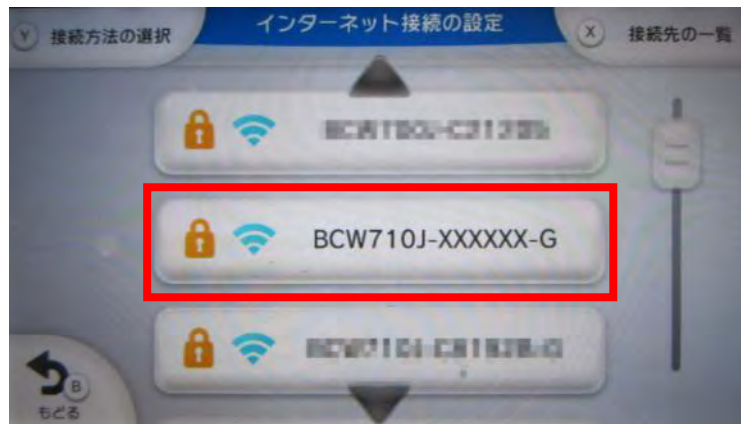 Y 接続方法の選択
インターネット接続の設定
X 接続先の一覧
BCW710J-XXXXXX-G
B
もどる